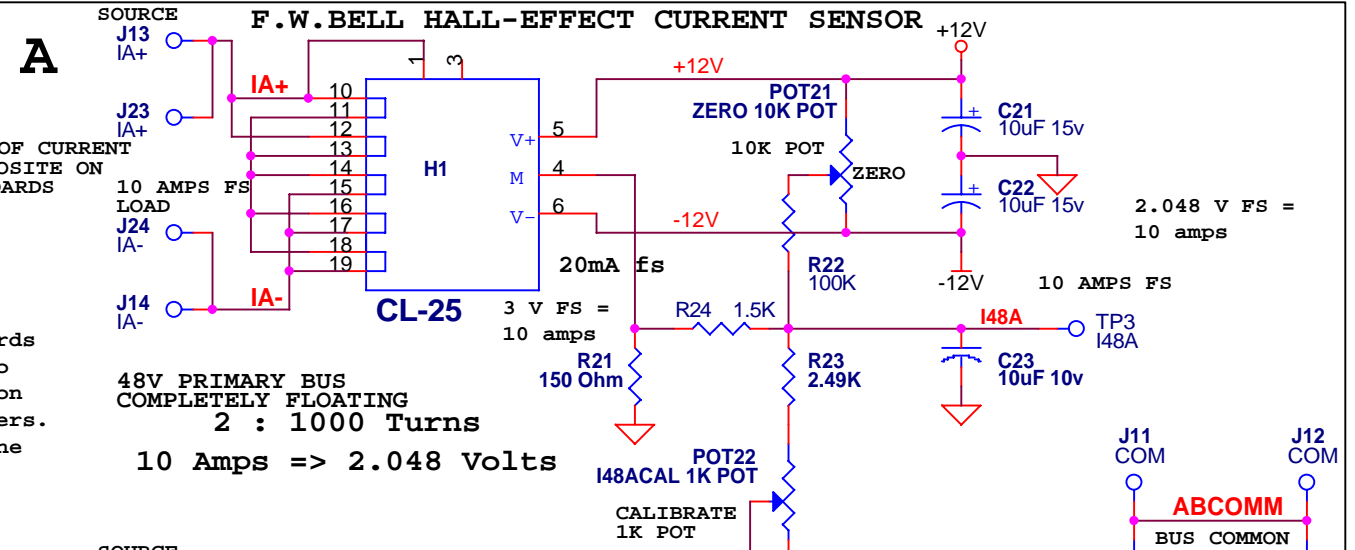 SOURCE
F.W.BELL HALL-EFFECT CURRENT SENSOR
A
J13
IA+
+12V
1
3
+12V
IA+
10
11
12
13
14
15
16
17
18
19
J23
IA+
OF CURRENT
OSITE ON
ARDS
10 AMPS FS
LOAD
J24
IA-
J14
IA-
IA-
H1
V+
M
V-
5
4
6
CL-25
POT21
ZERO 10K POT
10K POT
ZERO
C21
10uF 15v
C22
10uF 15v
2.048 V FS =
10 amps
-12V
-12V
20mA fs
R22
100K
10 AMPS FS
3 V FS =
10 amps
R24 1.5K
I48A
TP3
I48A
R21
150 Ohm
R23
2.49K
C23
10uF 10v
rds
o
on
ers.
ne
48V PRIMARY BUS
COMPLETELY FLOATING
2 : 1000 Turns
10 Amps => 2.048 Volts
POT22
I48ACAL 1K POT
CALIBRATE
1K POT
J11
COM
J12
COM
ABCOMM
BUS COMMON
SOURCE